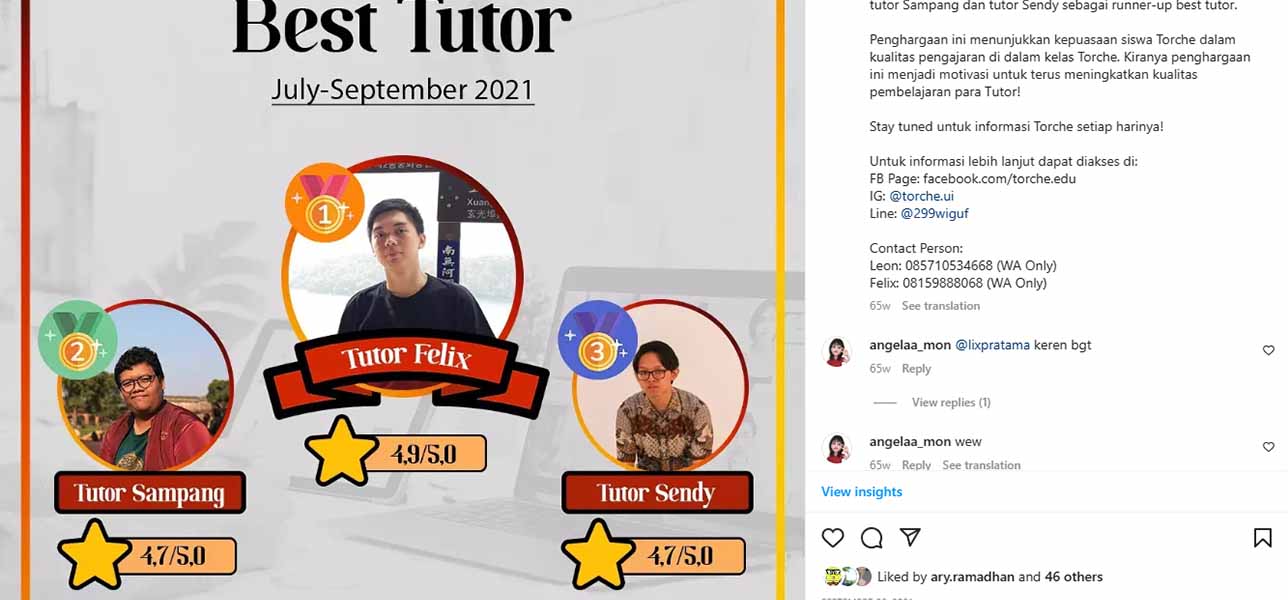 Best Tutor
July-September 2021
1
Xuan
南無阿
Tutor Felix
4,9/5,0
2
Tutor Sampang
4,7/5,0
3
Tutor Sendy
4,7/5,0
tutor Sampang dan tutor Sendy sebagai runner-up best tutor.
Penghargaan ini menunjukkan kepuasaan siswa Torche dalam
kualitas pengajaran di dalam kelas Torche. Kiranya penghargaan
ini menjadi motivasi untuk terus meningkatkan kualitas
pembelajaran para Tutor!
Stay tuned untuk informasi Torche setiap harinya!
Untuk informasi lebih lanjut dapat diakses di:
FB Page: facebook.com/torche.edu
IG: @torche.ui
Line: @299wiguf
Contact Person:
Leon: 085710534668 (WA Only)
Felix: 08159888068 (WA Only)
65w See translation
angelaa_mon @lixpratama keren bgt
65w Reply
View replies (1)
angelaa_mon wew
65w Reply See translation
View insights
Liked by ary.ramadhan and 46 others